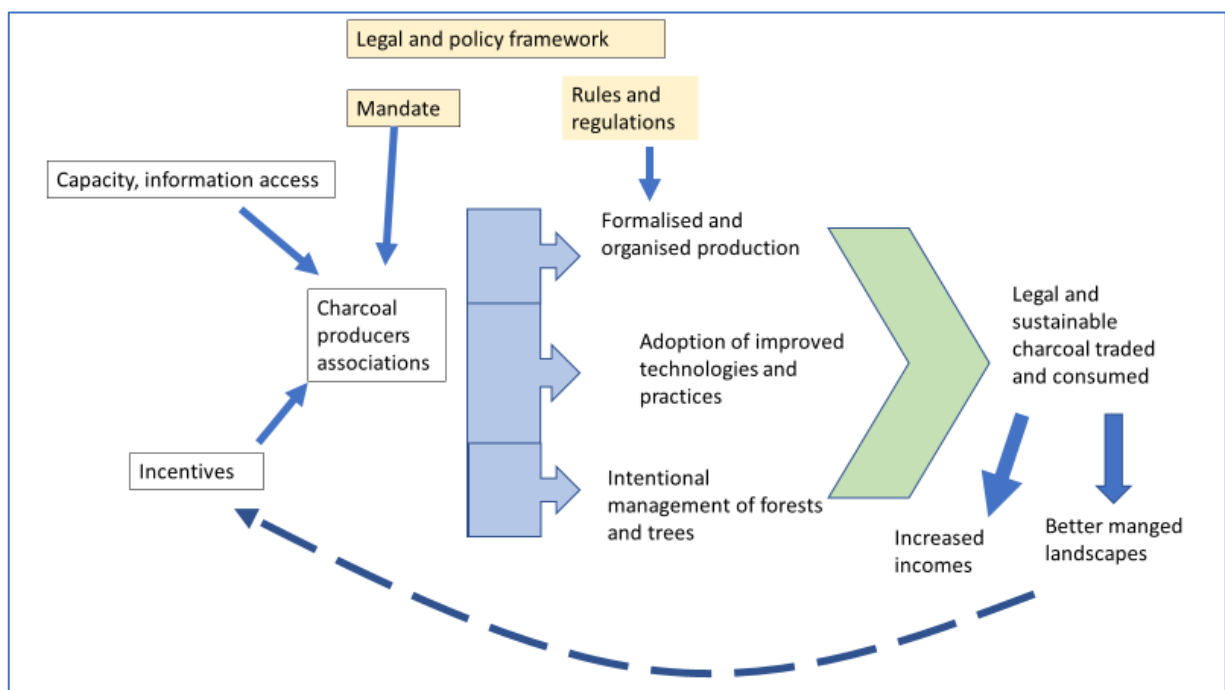 Legal and policy framework
Mandate
Rules and
regulations
Capacity, information access
Formalised and
organised production
Charcoal
producers
associations
Legal and
sustainable
charcoal traded
and consumed
Adoption of improved
technologies and
practices
Incentives
Intentional
management of forests
and trees
Increased
incomes
Better manged
landscapes